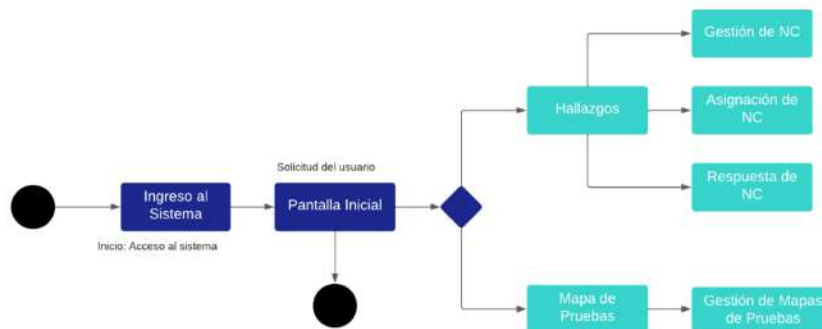 Gestión de NC
Hallazgos
Asignación de
NC
Solicitud del usuario
Respuesta de
NC
Ingreso al
Sistema
Pantalla Inicial
Inicio: Acceso al sistema
Mapa de
Pruebas
Gestión de Mapas
de Pruebas